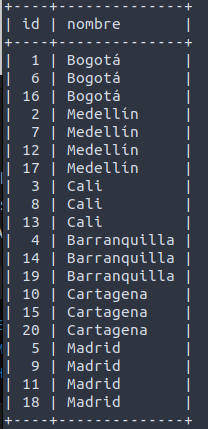 +----+--------------+
| id | nombre       |
+----+--------------+
|  1 | Bogotá       |
|  6 | Bogotá       |
| 16 | Bogotá       |
|  2 | Medellín     |
|  7 | Medellín     |
| 12 | Medellín     |
| 17 | Medellín     |
|  3 | Cali         |
|  8 | Cali         |
| 13 | Cali         |
|  4 | Barranquilla |
| 14 | Barranquilla |
| 19 | Barranquilla |
| 10 | Cartagena    |
| 15 | Cartagena    |
| 20 | Cartagena    |
|  5 | Madrid       |
|  9 | Madrid       |
| 11 | Madrid       |
| 18 | Madrid       |
+----+--------------+